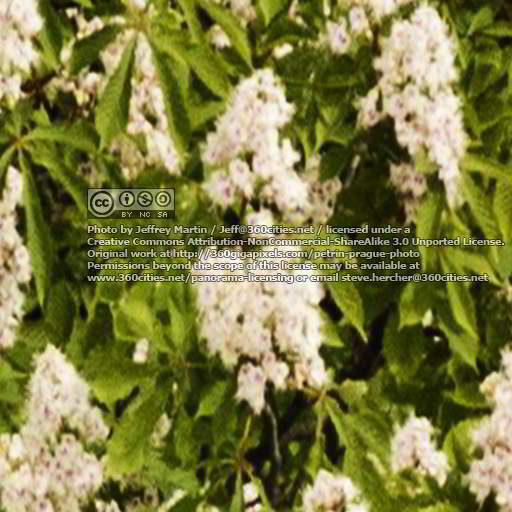 cc
BY NC SA
Photo by Jeffrey Martin / Jeff@360cities.net / licensed under a
Creative Commons Attribution-NonCommercial-ShareAlike 3.0 Unported License.
Original work at http://360gigapixels.com/petrin-prague-photo
Permissions beyond the scope of this license may be available at
www.360cities.net/panorama-licensing or email steve.hercher@360cities.net